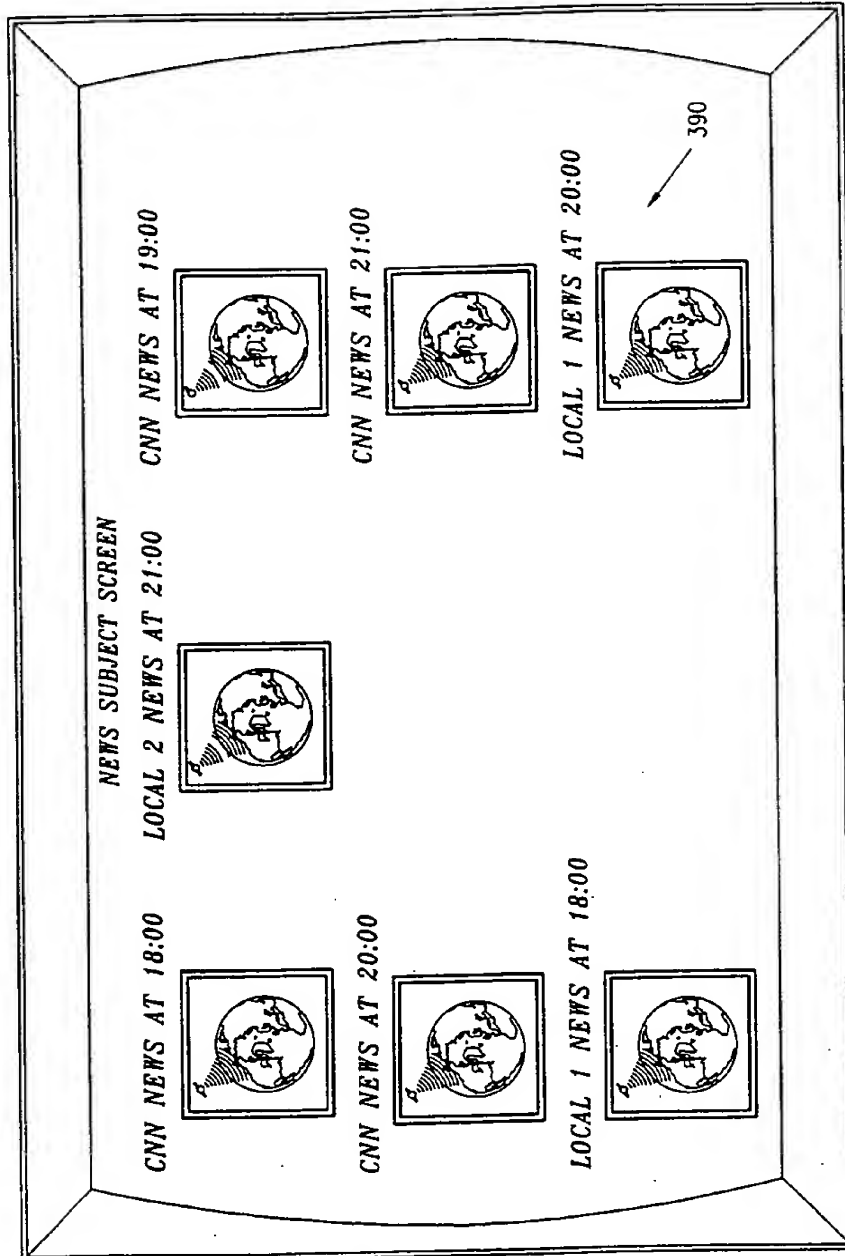 NEWS SUBJECT SCREEN
CNN NEWS AT 18:00
LOCAL 2 NEWS AT 21:00
CNN NEWS AT 19:00
CNN NEWS AT 20:00
CNN NEWS AT 21:00
LOCAL 1 NEWS AT 18:00
LOCAL 1 NEWS AT 20:00
390